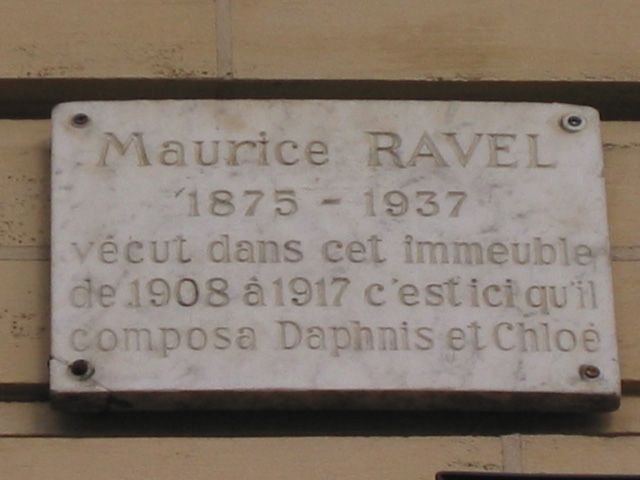 Maurice RAVEL
1875 - 1937
vécut dans cet immeuble
de 1908 à 1917 c'est ici qu'il
composa Daphnis et Chloé